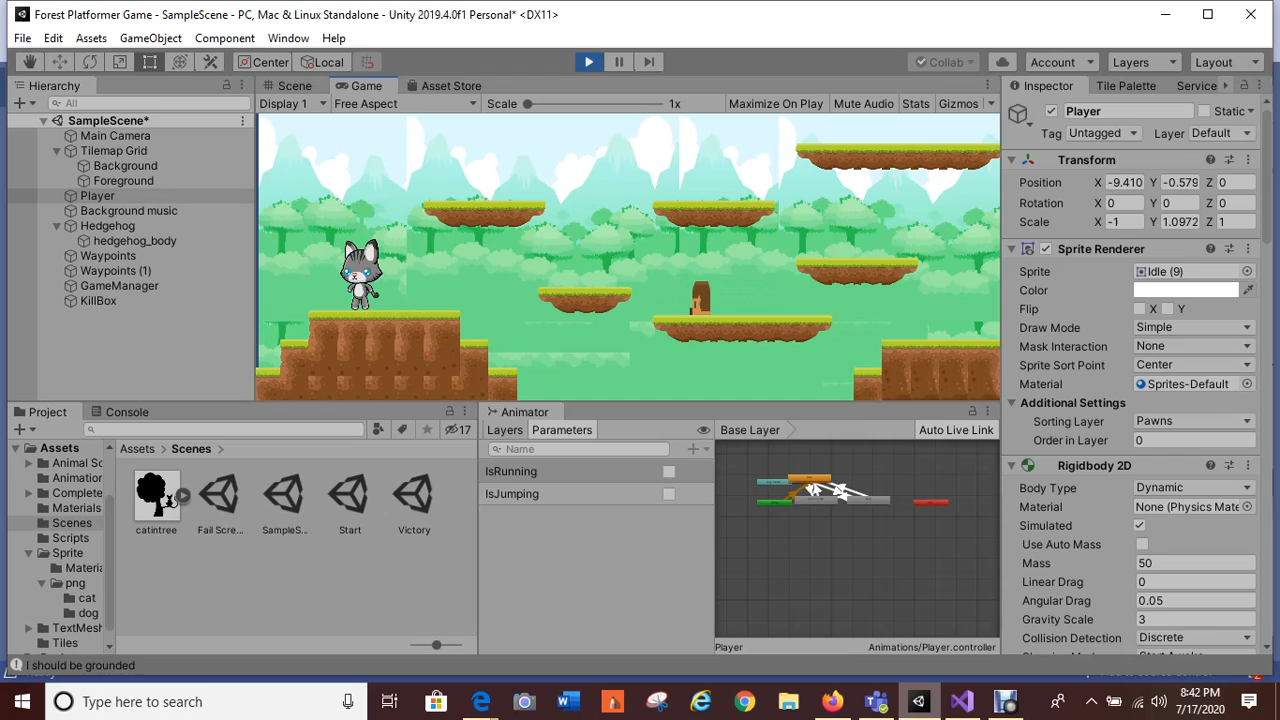 Forest Platformer Game - SampleScene - PC, Mac & Linux Standalone - Unity 2019.4.0f1 Personal* <DX11>
File Edit Assets GameObject Component Window Help
Center Local Collab Account Layers Layout
Hierarchy
All
SampleScene*
Main Camera
Tilemap Grid
Background
Foreground
Player
Background music
Hedgehog
hedgehog_body
Waypoints
Waypoints (1)
GameManager
KillBox
Scene Game Asset Store
Display 1 Free Aspect Scale 1x Maximize On Play Mute Audio Stats Gizmos
Inspector Tile Palette Service
Player Static
Tag Untagged Layer Default
Transform
Position X -9.410 Y -0.579 Z 0
Rotation X 0 Y 0 Z 0
Scale X -1 Y 1.0972 Z 1
Sprite Renderer
Sprite Idle (9)
Color
Flip X Y
Draw Mode Simple
Mask Interaction None
Sprite Sort Point Center
Material Sprites-Default
Additional Settings
Sorting Layer Pawns
Order in Layer 0
Rigidbody 2D
Body Type Dynamic
Material None (Physics Mate
Simulated
Use Auto Mass
Mass 50
Linear Drag 0
Angular Drag 0.05
Gravity Scale 3
Collision Detection Discrete
Project Console
17
Assets
Animal Sc
Animation
Complete
Materials
Scenes
Scripts
Sprite
Materia
png
cat
dog
TextMesh
Tiles
Assets Scenes
catintree Fail Scre... SampleS... Start Victory
Animator
Layers Parameters
Name
IsRunning
IsJumping
Base Layer Auto Live Link
Player Animations/Player.controller
I should be grounded
Type here to search
8:42 PM
7/17/2020